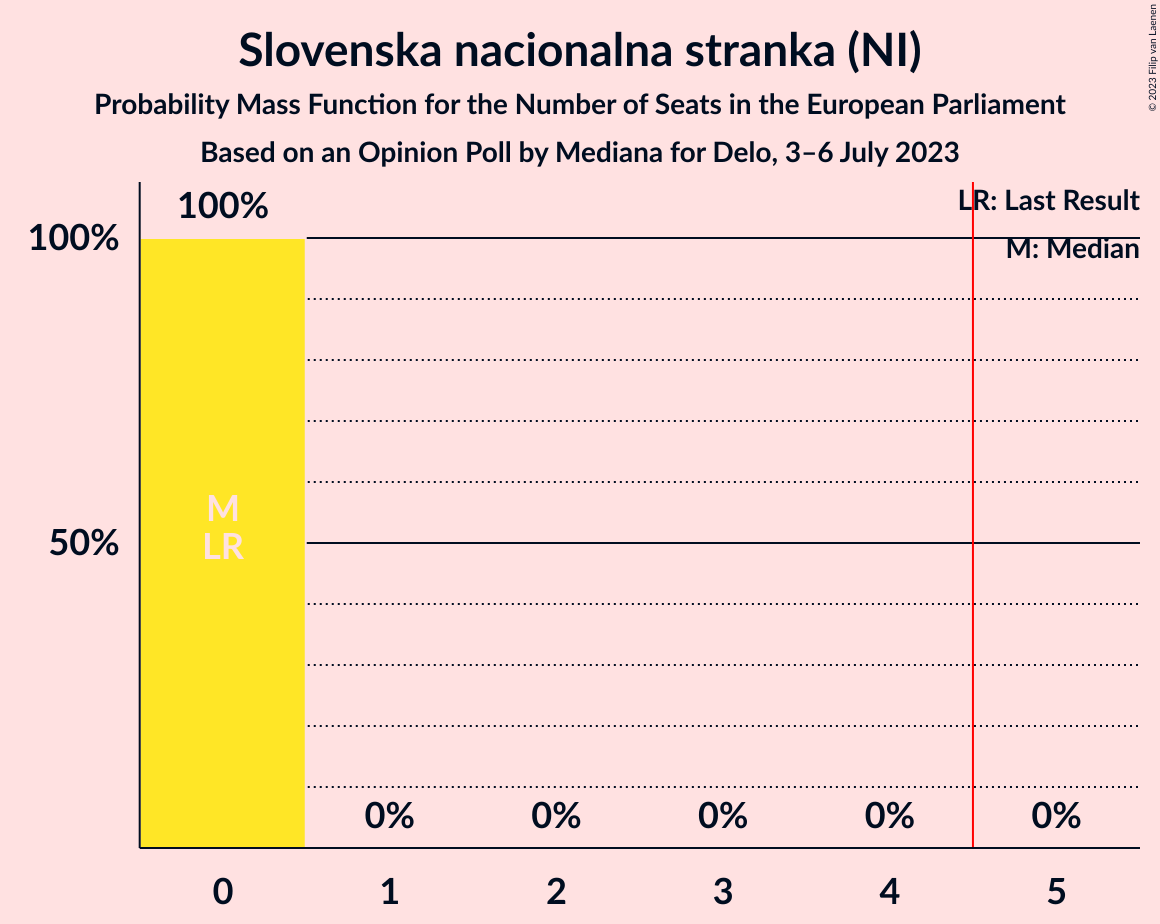 © 2023 Filip van Laenen
Slovenska nacionalna stranka (NI)
Probability Mass Function for the Number of Seats in the European Parliament
Based on an Opinion Poll by Mediana for Delo, 3–6 July 2023
LR: Last Result
M: Median
100%
100%
50%
M
LR
0% 0% 0% 0% 0%
0 1 2 3 4 5